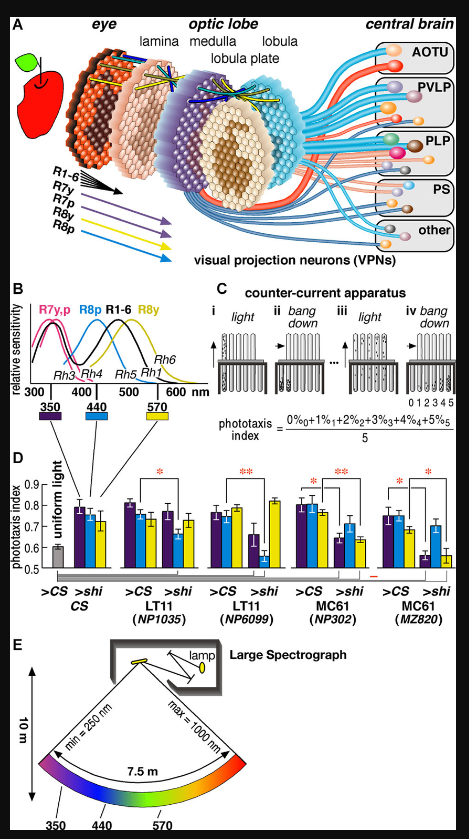 A
eye
optic lobe
central brain
lamina
medulla
lobula
lobula plate
AOTU
PVLP
PLP
PS
other
R1-6
R7y
R7p
R8y
R8p
visual projection neurons (VPNs)
B
R7y,p
R8p
R1-6
R8y
relative sensitivity
Rh3
Rh4
Rh5
Rh1
Rh6
300
400
500
600 nm
350
440
570
C
counter-current apparatus
i
light
ii
bang
down
...
iii
light
iv
bang
down
0 1 2 3 4 5
phototaxis
index
= 0%₀+1%₁+2%₂+3%₃+4%₄+5%₅
5
D
phototaxis index
0.9
0.8
0.7
0.6
0.5
uniform light
*
**
* **
* *
–
>CS >shi
CS
>CS >shi
LT11
(NP1035)
>CS >shi
LT11
(NP6099)
>CS >shi
MC61
(NP302)
>CS >shi
MC61
(MZ820)
E
lamp
Large Spectrograph
10 m
min = 250 nm
max = 1000 nm
7.5 m
350
440
570